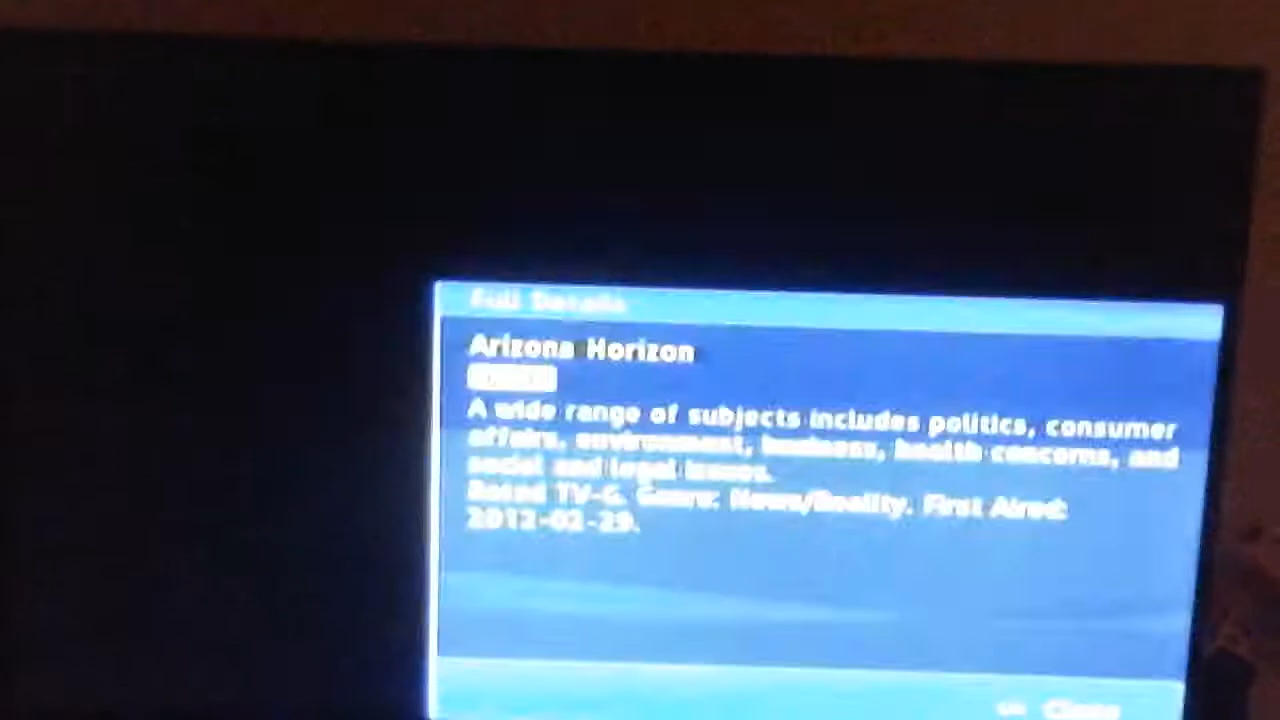 Full Details
Arizona Horizon
A wide range of subjects includes politics, consumer
affairs, environment, business, health concerns, and
social and legal issues.
Rated TV-G. Genre: News/Reality. First Aired:
2012-02-29.
Close